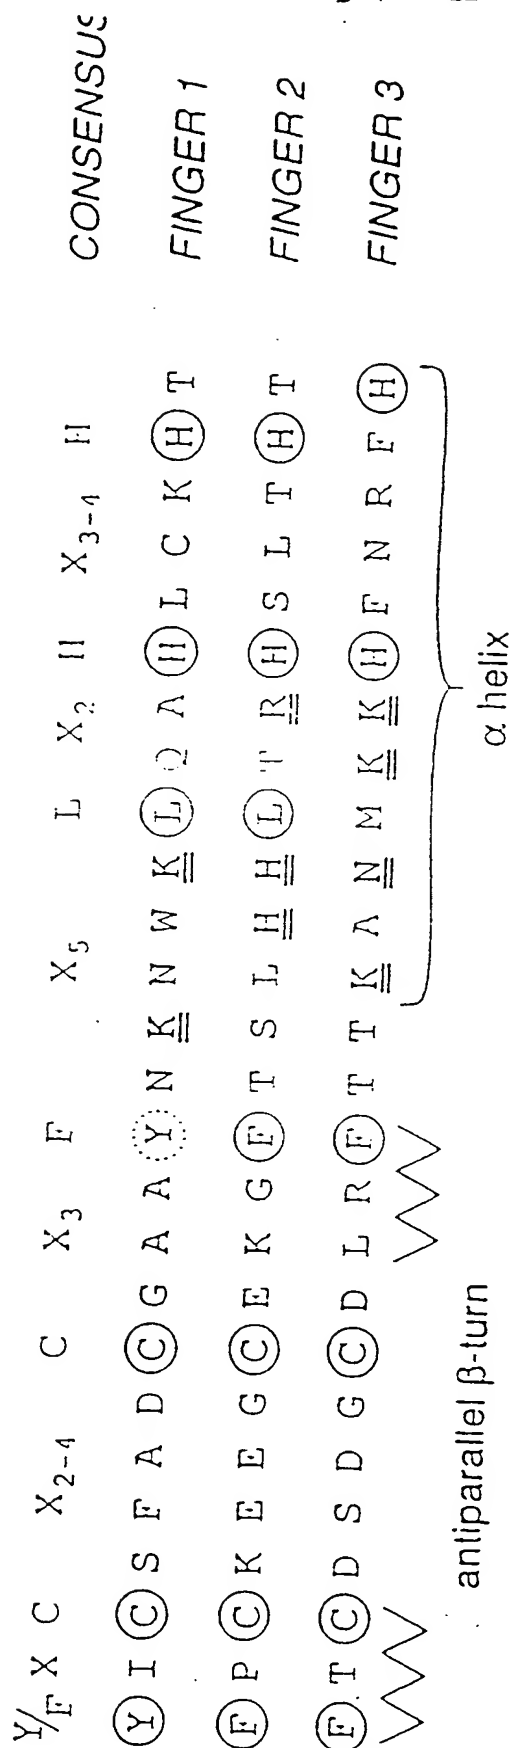 Y/F X C X2-4 C X3 F X5 L X2 H X3-4 H CONSENSUS
Y I C S F A D C G A A Y N K N W K L Q A H L C K H T FINGER 1
F P C K E E G C E K G F T S L H H L T R H S L T H T FINGER 2
F T C D S D G C D L R F T T K A N M K K H F N R F H FINGER 3
antiparallel β-turn α helix